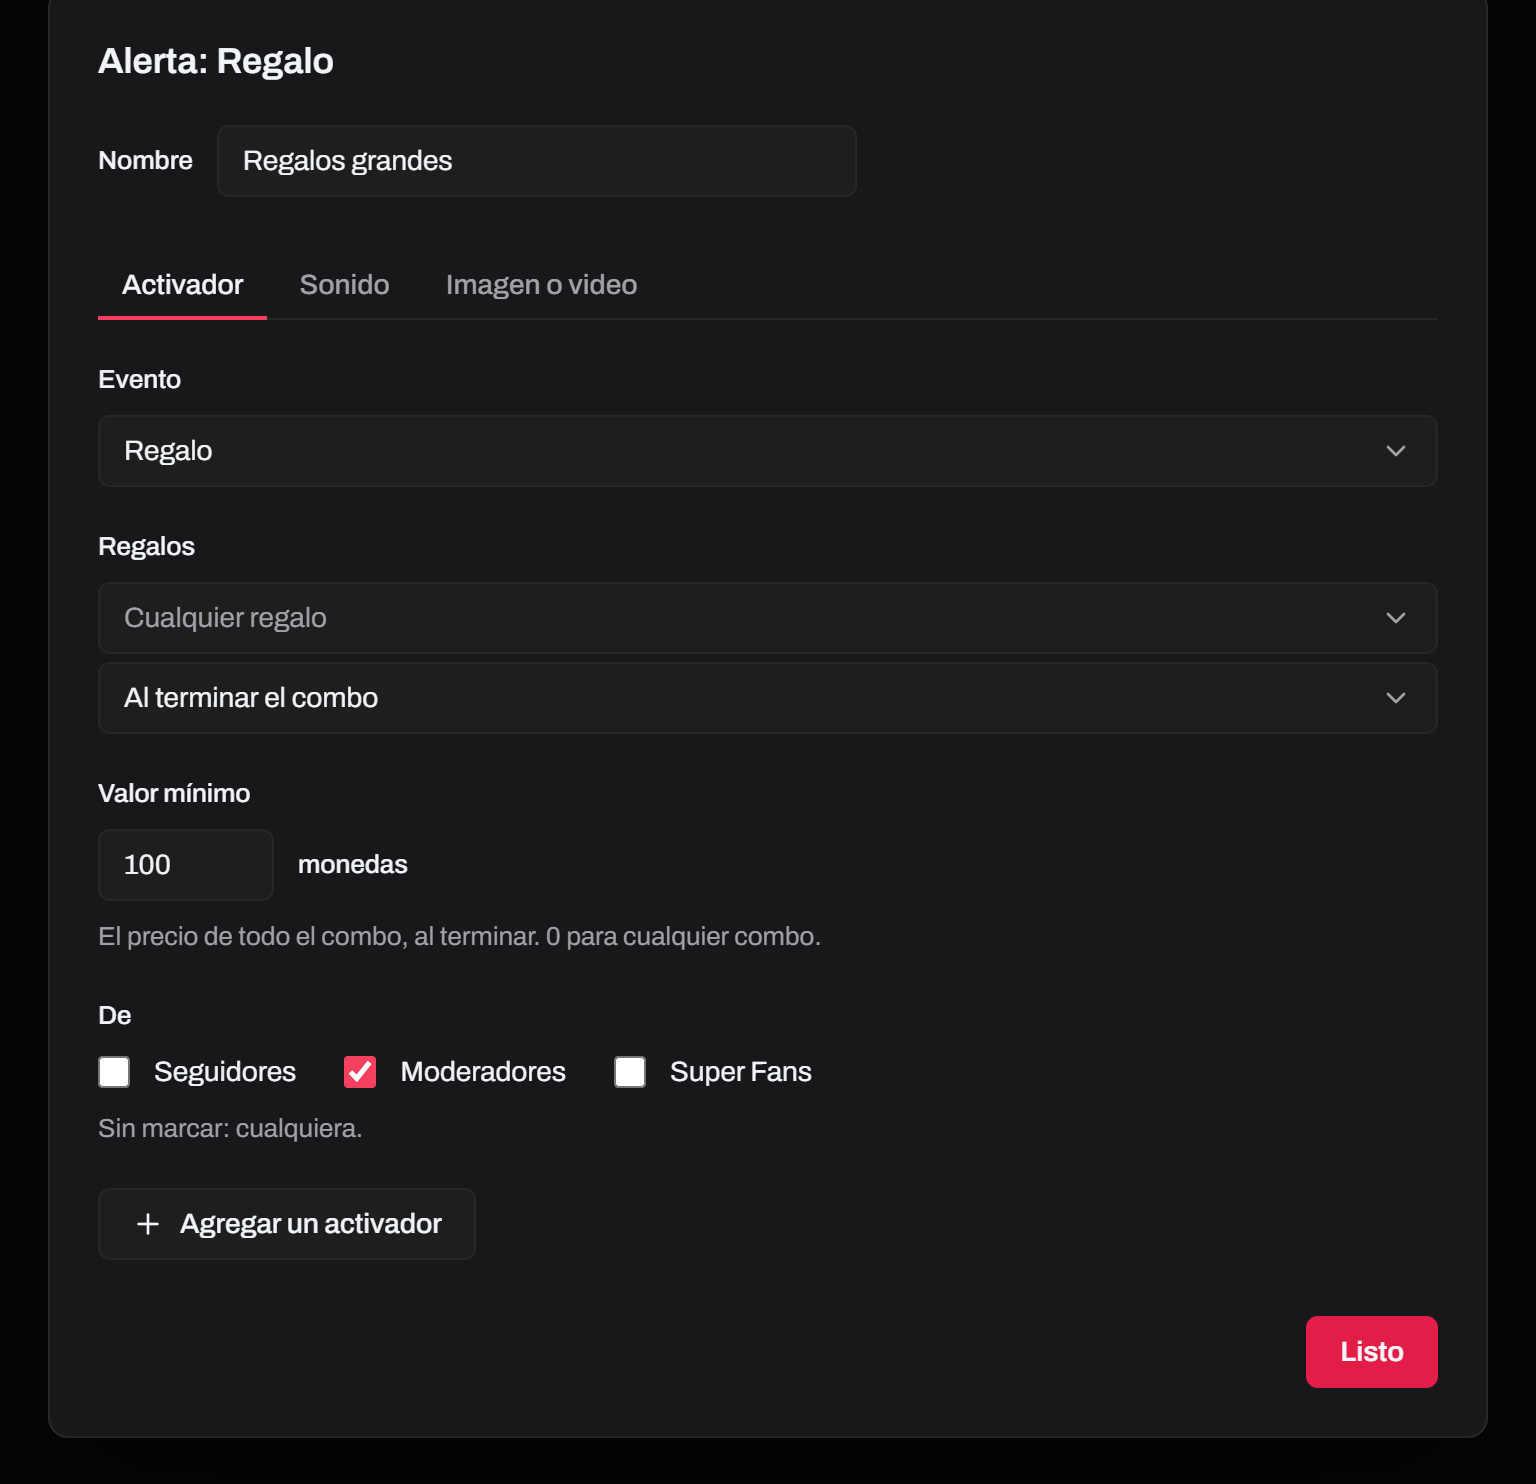 Alerta: Regalo
Nombre
Regalos grandes
Activador
Sonido
Imagen o video
Evento
Regalo
Regalos
Cualquier regalo
Al terminar el combo
Valor mínimo
100
monedas
El precio de todo el combo, al terminar. 0 para cualquier combo.
De
Seguidores
Moderadores
Super Fans
Sin marcar: cualquiera.
Agregar un activador
Listo